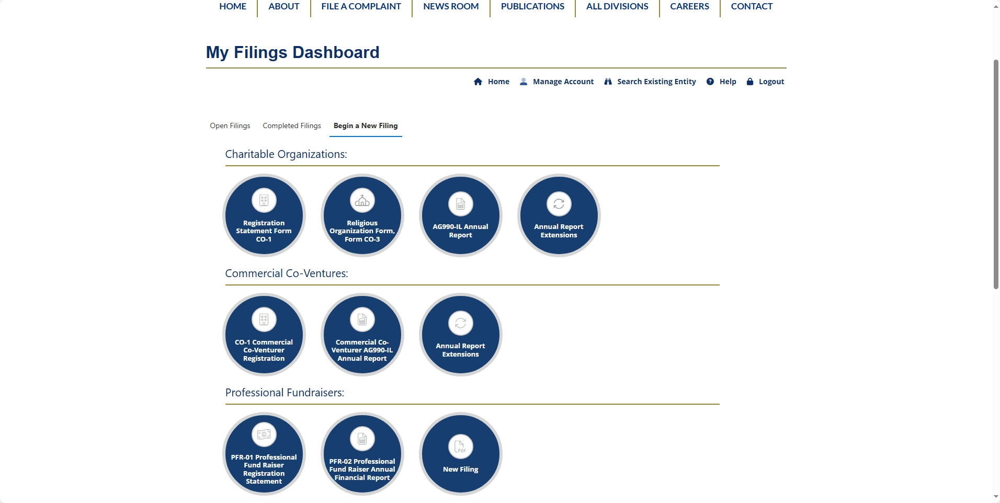 HOME ABOUT FILE A COMPLAINT NEWS ROOM PUBLICATIONS ALL DIVISIONS CAREERS CONTACT
My Filings Dashboard
Home Manage Account Search Existing Entity ? Help Logout
Open Filings Completed Filings Begin a New Filing
Charitable Organizations:
Registration
Statement Form
CO-1
Religious
Organization Form,
Form CO-3
AG990-IL Annual
Report
Annual Report
Extensions
Commercial Co-Ventures:
CO-1 Commercial
Co-Venturer
Registration
Commercial Co-
Venturer AG990-IL
Annual Report
Annual Report
Extensions
Professional Fundraisers:
PFR-01 Professional
Fund Raiser
Registration
Statement
PFR-02 Professional
Fund Raiser Annual
Financial Report
PDF
New Filing